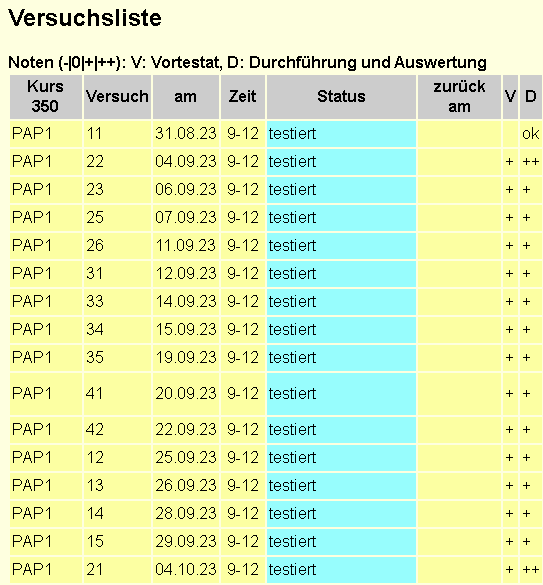 Versuchsliste
Noten (-|0|+|++): V: Vortestat, D: Durchführung und Auswertung
Kurs 350 Versuch am Zeit Status zurück am V D
PAP1 11 31.08.23 9-12 testiert ok
PAP1 22 04.09.23 9-12 testiert + ++
PAP1 23 06.09.23 9-12 testiert + +
PAP1 25 07.09.23 9-12 testiert + +
PAP1 26 11.09.23 9-12 testiert + +
PAP1 31 12.09.23 9-12 testiert + +
PAP1 33 14.09.23 9-12 testiert + +
PAP1 34 15.09.23 9-12 testiert + +
PAP1 35 19.09.23 9-12 testiert + +
PAP1 41 20.09.23 9-12 testiert + +
PAP1 42 22.09.23 9-12 testiert + +
PAP1 12 25.09.23 9-12 testiert + +
PAP1 13 26.09.23 9-12 testiert + +
PAP1 14 28.09.23 9-12 testiert + +
PAP1 15 29.09.23 9-12 testiert + +
PAP1 21 04.10.23 9-12 testiert + ++